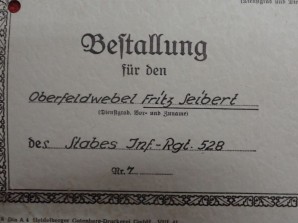 Bestallung
für den
Oberfeldwebel Fritz Seibert
(Dienstgrad, Vor- und Zuname)
des Stabes Inf.-Rgt. 528
Nr. 7